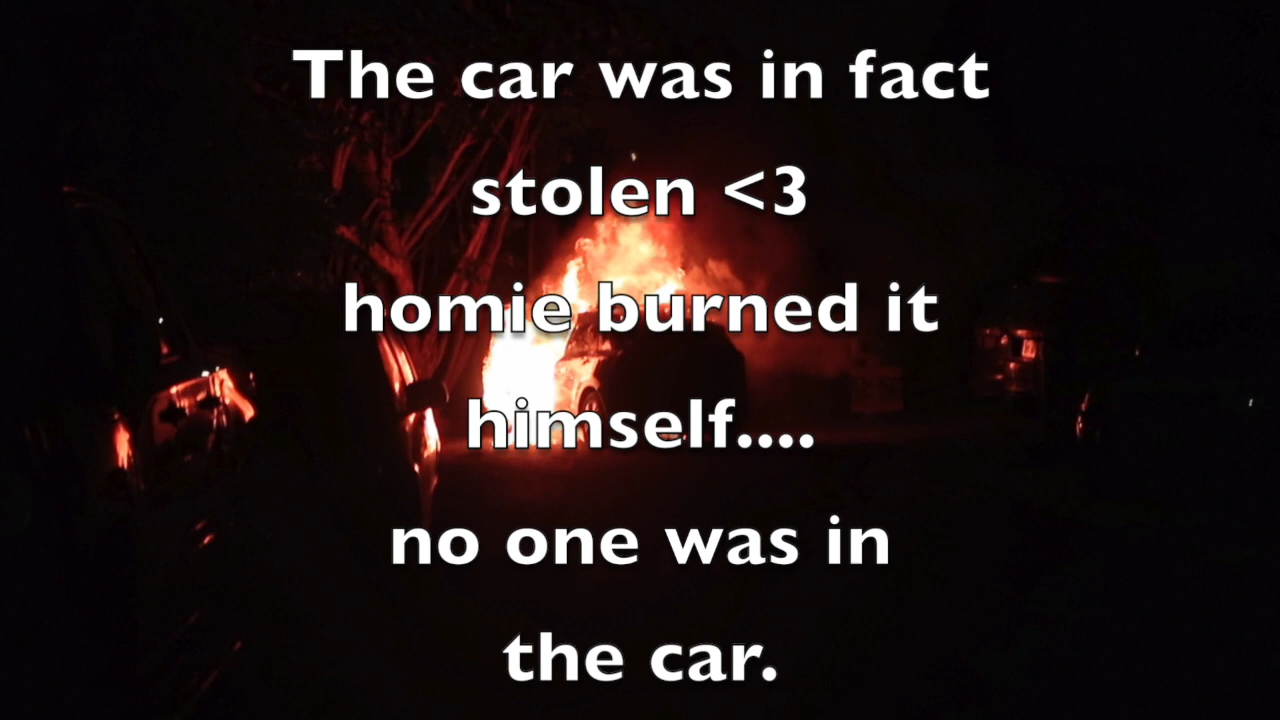 The car was in fact
stolen <3
homie burned it
himself....
no one was in
the car.